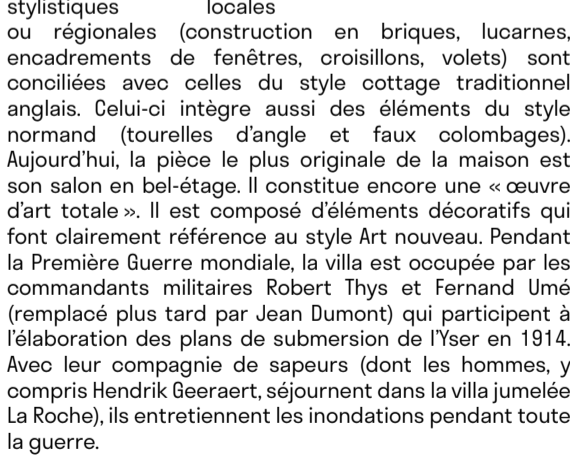 stylistiques locales
ou régionales (construction en briques, lucarnes,
encadrements de fenêtres, croisillons, volets) sont
conciliées avec celles du style cottage traditionnel
anglais. Celui-ci intègre aussi des éléments du style
normand (tourelles d'angle et faux colombages).
Aujourd'hui, la pièce le plus originale de la maison est
son salon en bel-étage. Il constitue encore une « œuvre
d'art totale ». Il est composé d'éléments décoratifs qui
font clairement référence au style Art nouveau. Pendant
la Première Guerre mondiale, la villa est occupée par les
commandants militaires Robert Thys et Fernand Umé
(remplacé plus tard par Jean Dumont) qui participent à
l'élaboration des plans de submersion de l'Yser en 1914.
Avec leur compagnie de sapeurs (dont les hommes, y
compris Hendrik Geeraert, séjournent dans la villa jumelée
La Roche), ils entretiennent les inondations pendant toute
la guerre.